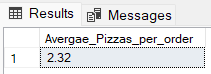 Results Messages
Avergae_Pizzas_per_order
1 2.32